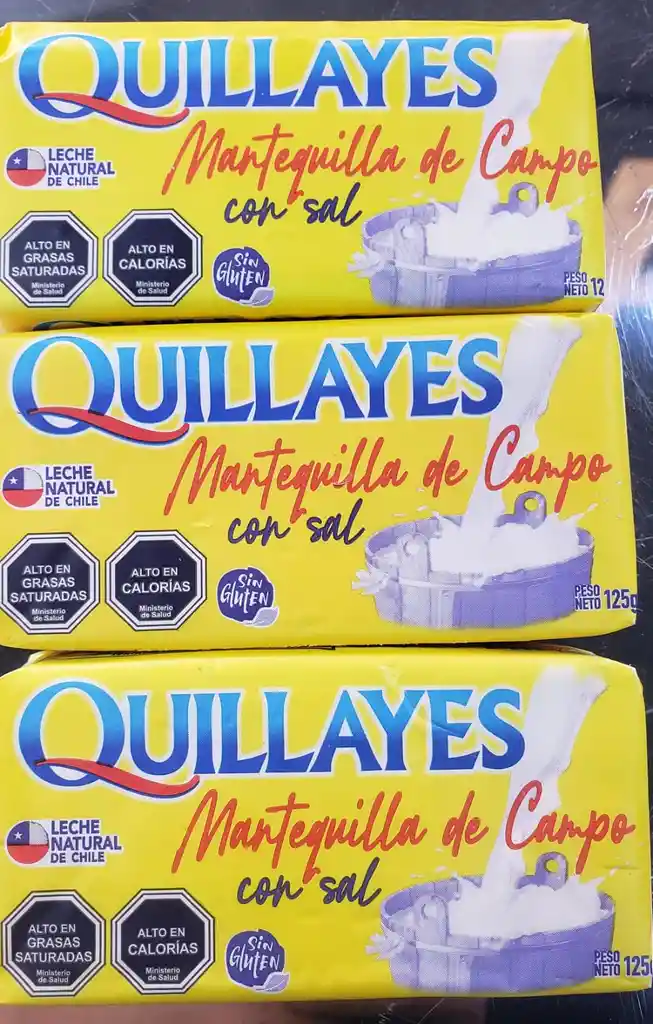 QUILLAYES
Mantequilla de Campo
con sal
LECHE
NATURAL
DE CHILE
ALTO EN
GRASAS
SATURADAS
Ministerio
de Salud
ALTO EN
CALORÍAS
Ministerio
de Salud
Sin
Gluten
PESO
NETO 12
QUILLAYES
Mantequilla de Campo
con sal
LECHE
NATURAL
DE CHILE
ALTO EN
GRASAS
SATURADAS
Ministerio
de Salud
ALTO EN
CALORÍAS
Ministerio
de Salud
Sin
Gluten
PESO
NETO 125g
QUILLAYES
Mantequilla de Campo
con sal
LECHE
NATURAL
DE CHILE
ALTO EN
GRASAS
SATURADAS
Ministerio
de Salud
ALTO EN
CALORÍAS
Ministerio
de Salud
Sin
Gluten
PESO
NETO 125